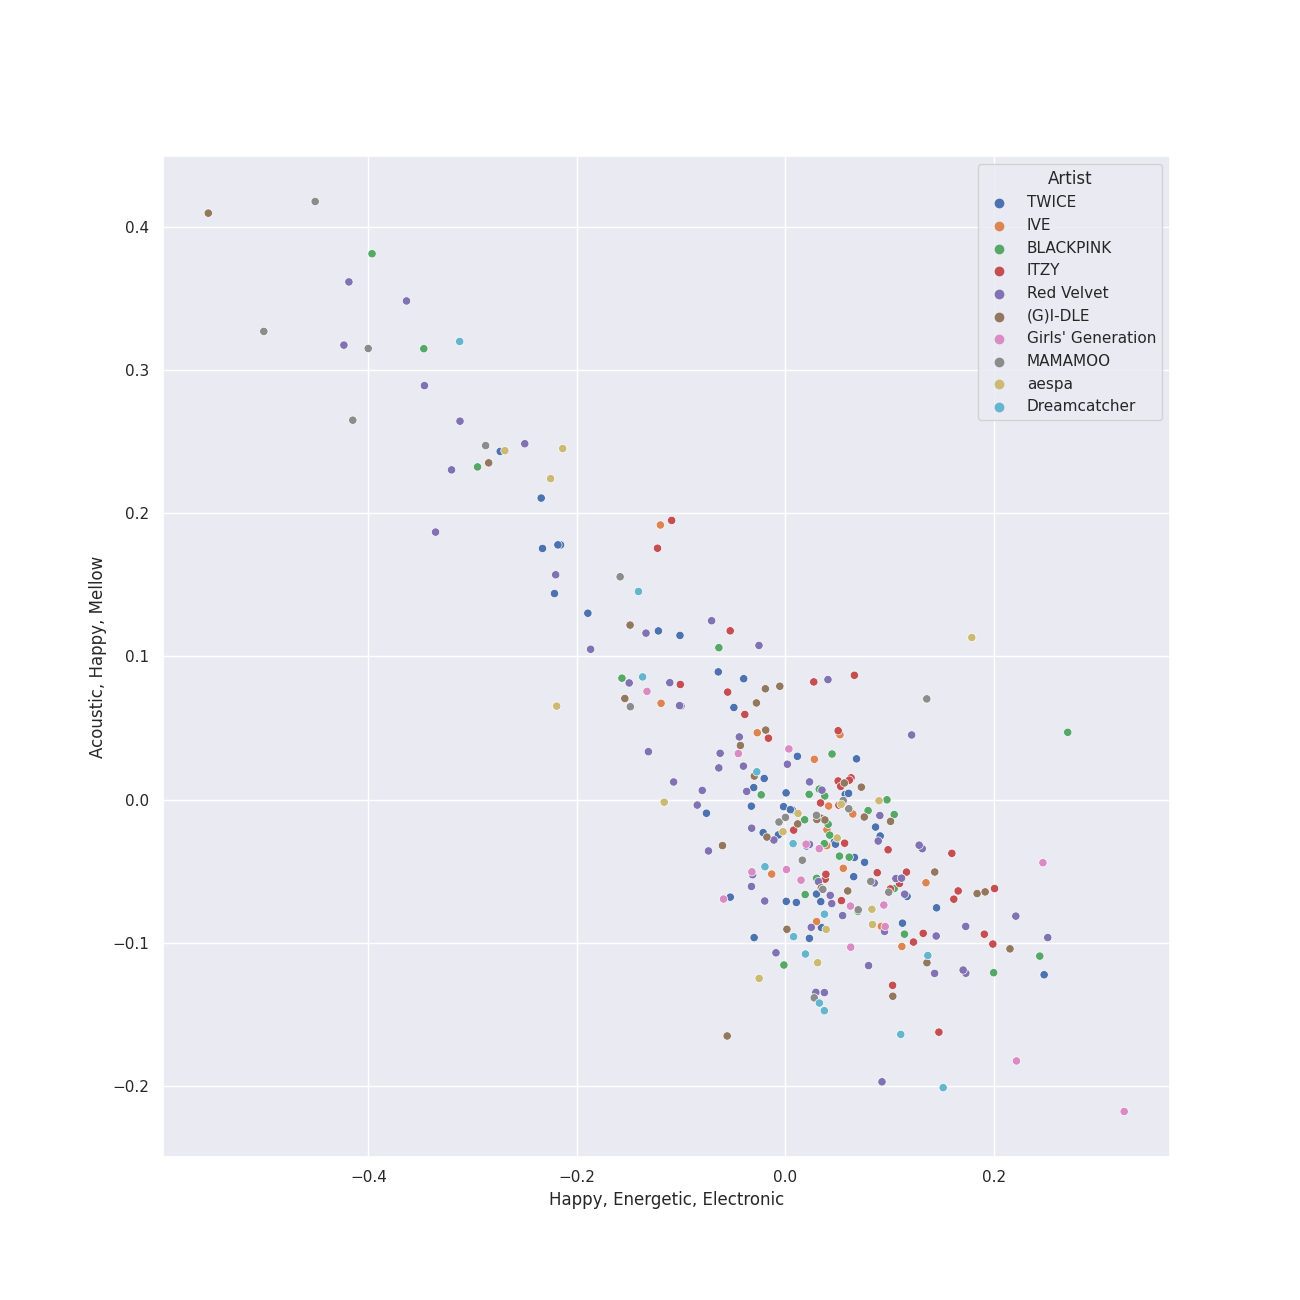 Artist
TWICE
IVE
BLACKPINK
ITZY
Red Velvet
(G)I-DLE
Girls' Generation
MAMAMOO
aespa
Dreamcatcher
0.4
0.3
0.2
0.1
0.0
−0.1
−0.2
Acoustic, Happy, Mellow
−0.4 −0.2 0.0 0.2
Happy, Energetic, Electronic